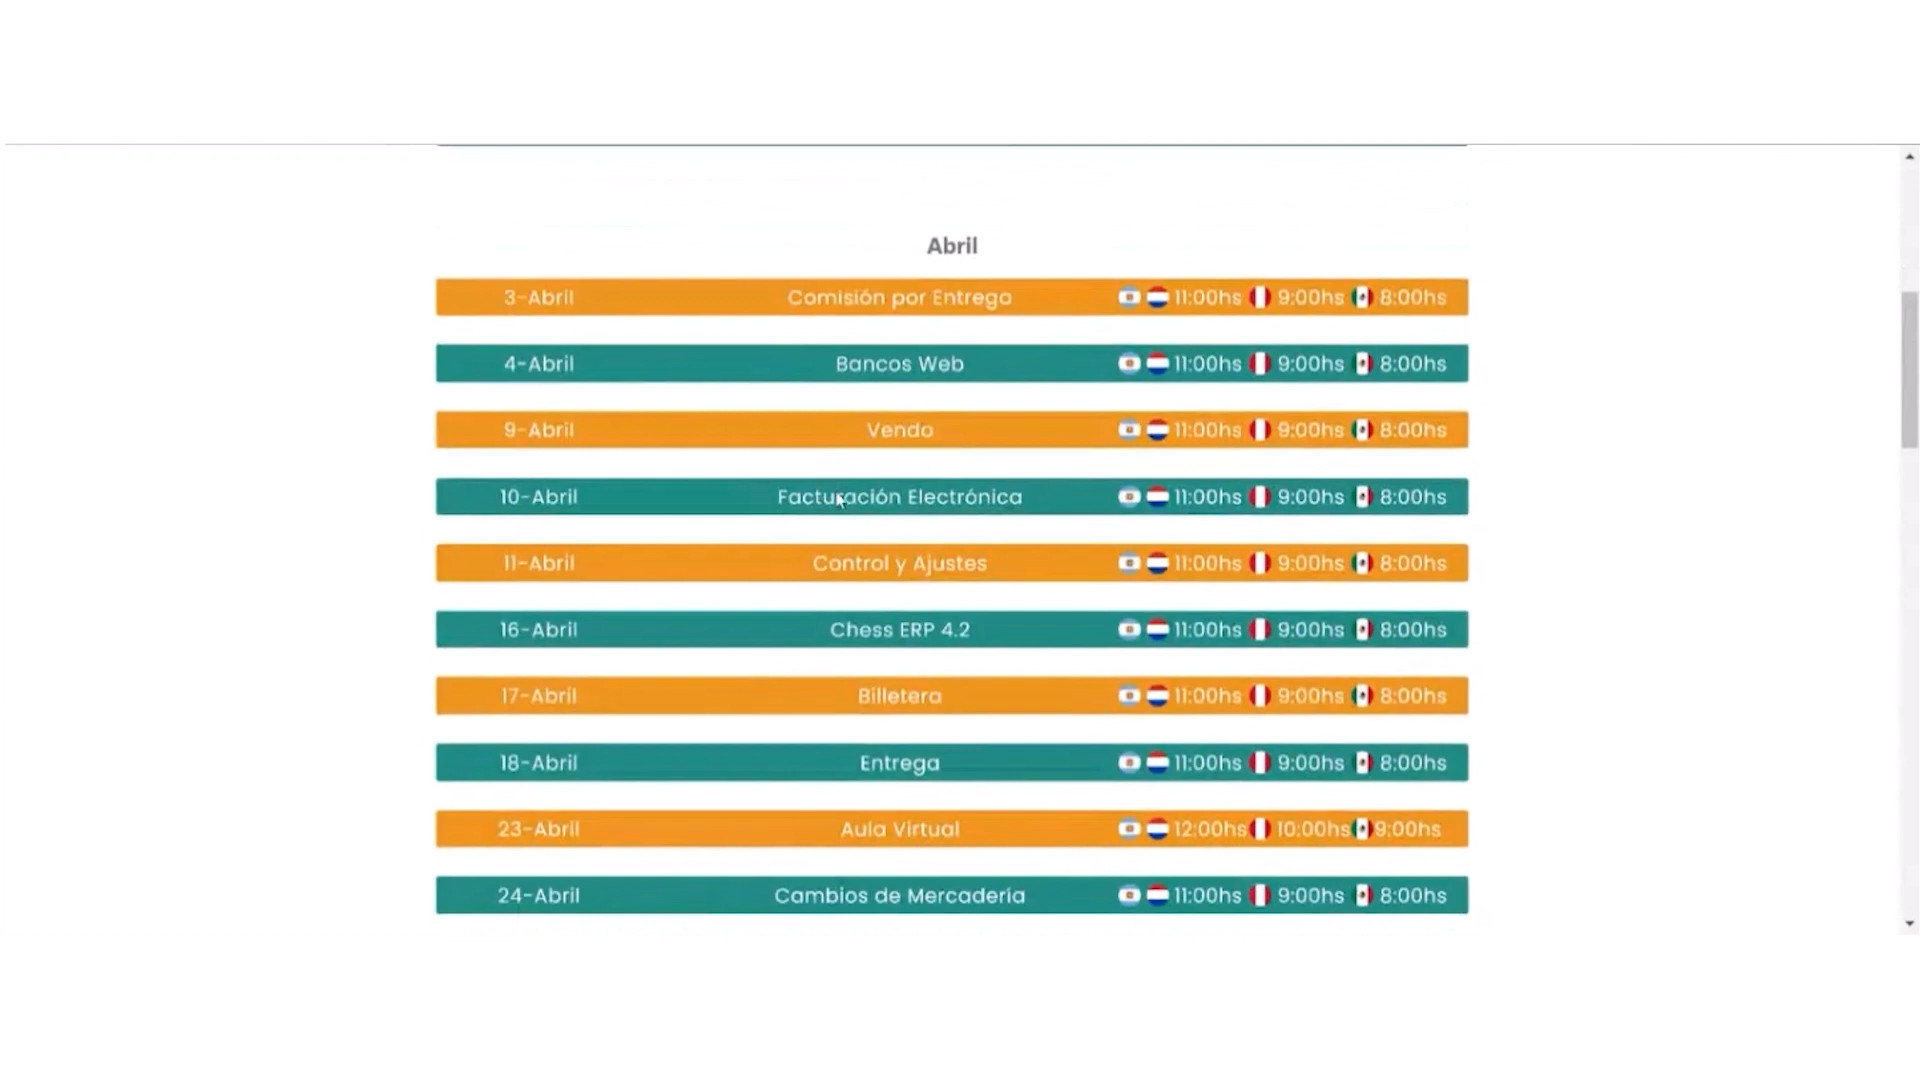 Abril
3-Abril Comisión por Entrega 11:00hs 9:00hs 8:00hs
4-Abril Bancos Web 11:00hs 9:00hs 8:00hs
9-Abril Vendo 11:00hs 9:00hs 8:00hs
10-Abril Facturación Electrónica 11:00hs 9:00hs 8:00hs
11-Abril Control y Ajustes 11:00hs 9:00hs 8:00hs
16-Abril Chess ERP 4.2 11:00hs 9:00hs 8:00hs
17-Abril Billetera 11:00hs 9:00hs 8:00hs
18-Abril Entrega 11:00hs 9:00hs 8:00hs
23-Abril Aula Virtual 12:00hs 10:00hs 9:00hs
24-Abril Cambios de Mercadería 11:00hs 9:00hs 8:00hs